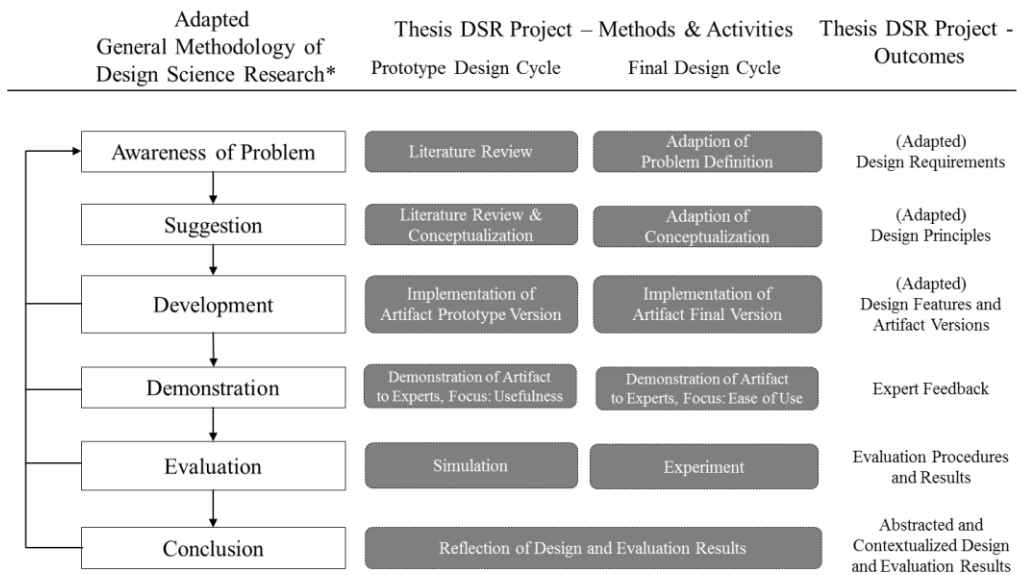 Adapted
General Methodology of
Design Science Research*
Thesis DSR Project – Methods & Activities
Prototype Design Cycle
Final Design Cycle
Thesis DSR Project -
Outcomes
Awareness of Problem
Literature Review
Adaption of
Problem Definition
(Adapted)
Design Requirements
Suggestion
Literature Review &
Conceptualization
Adaption of
Conceptualization
(Adapted)
Design Principles
Development
Implementation of
Artifact Prototype Version
Implementation of
Artifact Final Version
(Adapted)
Design Features and
Artifact Versions
Demonstration
Demonstration of Artifact
to Experts, Focus: Usefulness
Demonstration of Artifact
to Experts, Focus: Ease of Use
Expert Feedback
Evaluation
Simulation
Experiment
Evaluation Procedures
and Results
Conclusion
Reflection of Design and Evaluation Results
Abstracted and
Contextualized Design
and Evaluation Results